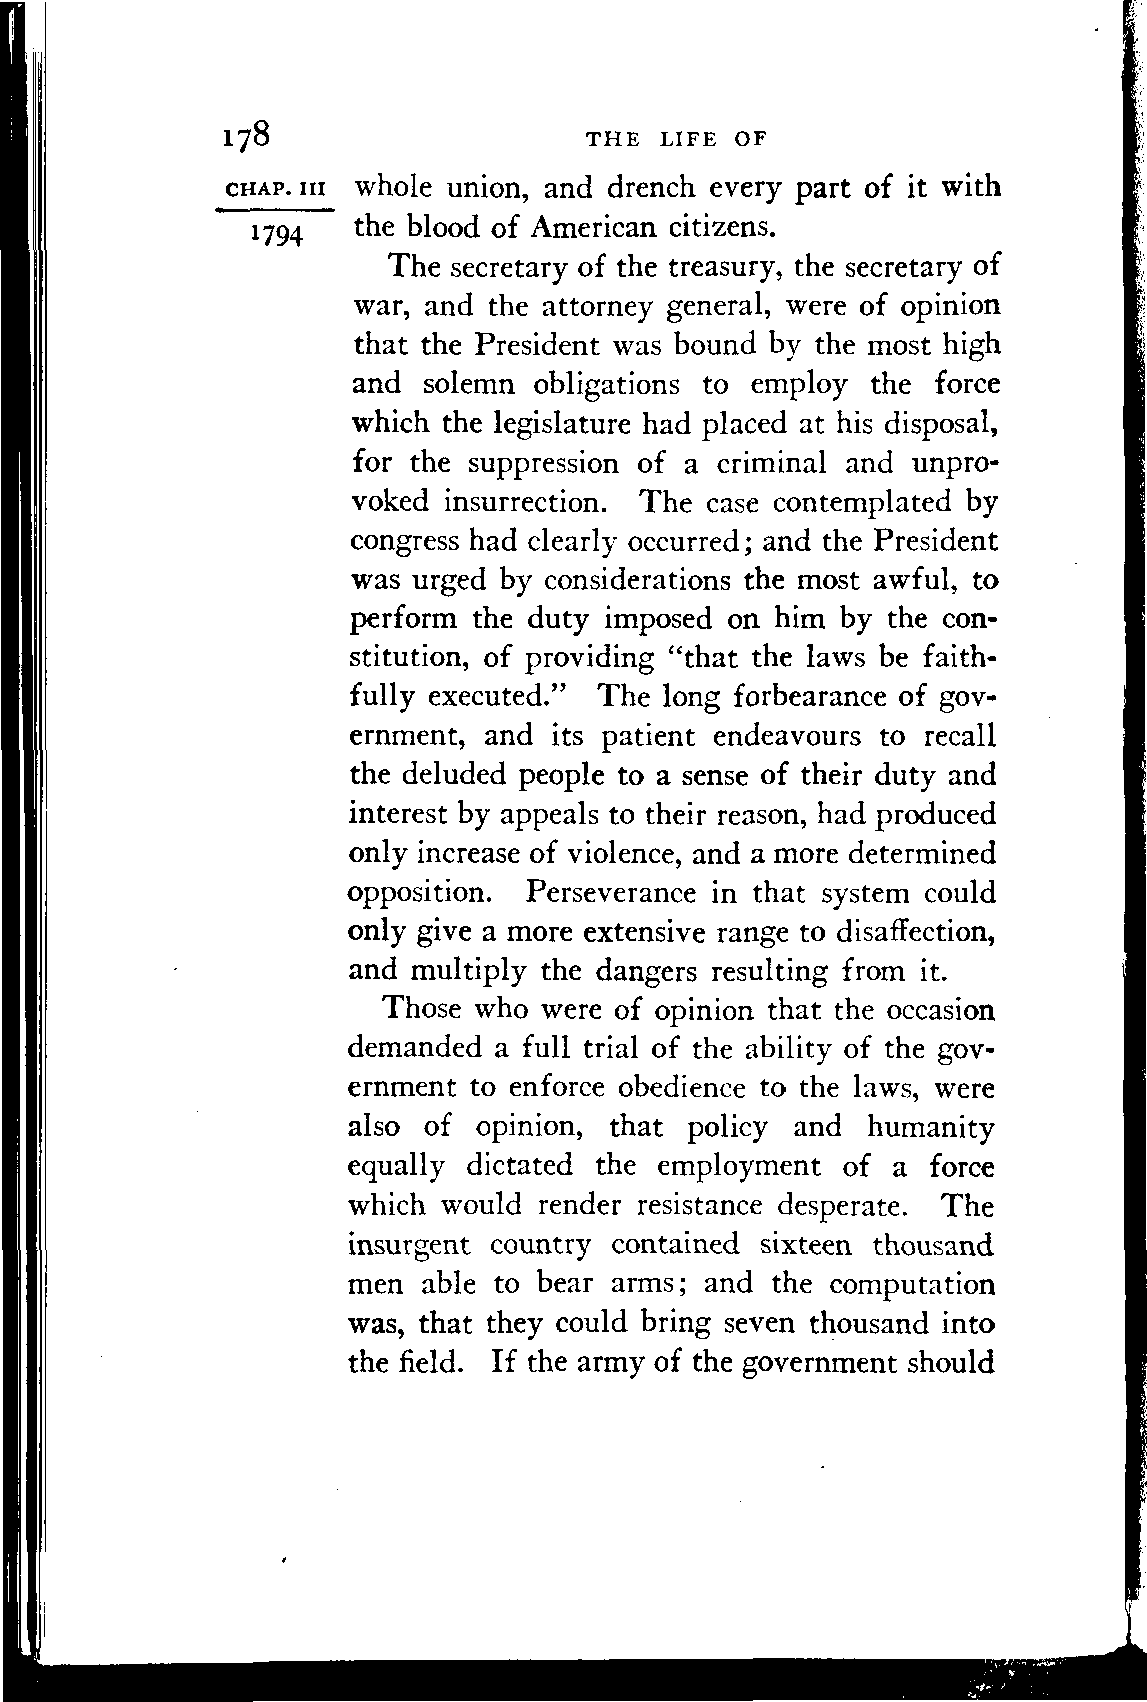 178 THE LIFE OF
CHAP. III whole union, and drench every part of it with
1794 the blood of American citizens.
The secretary of the treasury, the secretary of
war, and the attorney general, were of opinion
that the President was bound by the most high
and solemn obligations to employ the force
which the legislature had placed at his disposal,
for the suppression of a criminal and unpro-
voked insurrection. The case contemplated by
congress had clearly occurred; and the President
was urged by considerations the most awful, to
perform the duty imposed on him by the con-
stitution, of providing “that the laws be faith-
fully executed.” The long forbearance of gov-
ernment, and its patient endeavours to recall
the deluded people to a sense of their duty and
interest by appeals to their reason, had produced
only increase of violence, and a more determined
opposition. Perseverance in that system could
only give a more extensive range to disaffection,
and multiply the dangers resulting from it.
Those who were of opinion that the occasion
demanded a full trial of the ability of the gov-
ernment to enforce obedience to the laws, were
also of opinion, that policy and humanity
equally dictated the employment of a force
which would render resistance desperate. The
insurgent country contained sixteen thousand
men able to bear arms; and the computation
was, that they could bring seven thousand into
the field. If the army of the government should